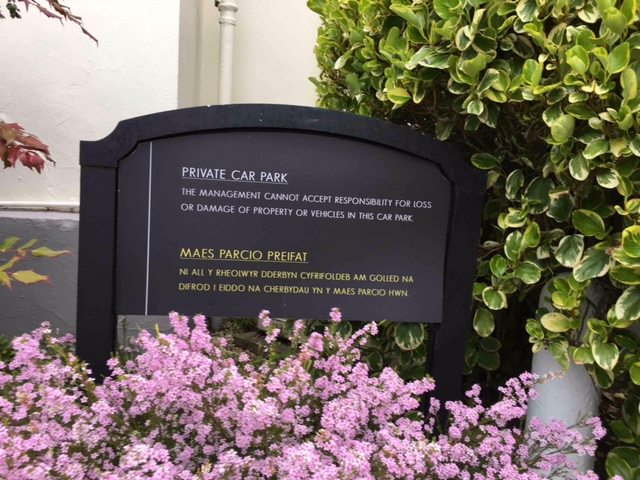 PRIVATE CAR PARK
THE MANAGEMENT CANNOT ACCEPT RESPONSIBILITY FOR LOSS
OR DAMAGE OF PROPERTY OR VEHICLES IN THIS CAR PARK.
MAES PARCIO PREIFAT
NI ALL Y RHEOLWYR DDERBYN CYFRIFOLDEB AM GOLLED NA
DIFROD I EIDDO NA CHERBYDAU YN Y MAES PARCIO HWN.